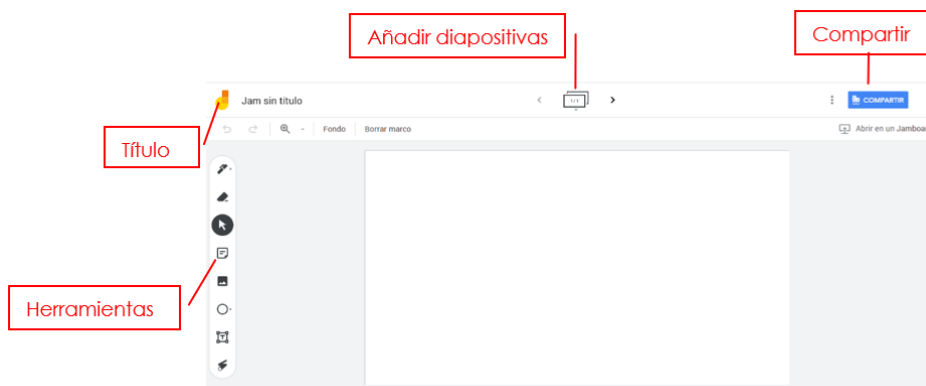 Añadir diapositivas
Compartir
Jam sin título
1/1
COMPARTIR
Fondo
Borrar marco
Abrir en un Jamboa
Título
Herramientas